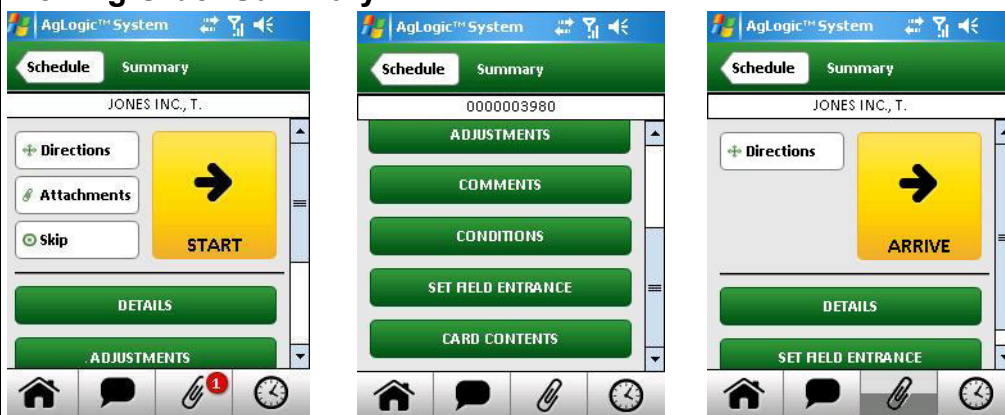 AgLogic™ System
Schedule
Summary
JONES INC., T.
Directions
Attachments
Skip
START
DETAILS
.ADJUSTMENTS
1
AgLogic™ System
Schedule
Summary
0000003980
ADJUSTMENTS
COMMENTS
CONDITIONS
SET FIELD ENTRANCE
CARD CONTENTS
AgLogic™ System
Schedule
Summary
JONES INC., T.
Directions
ARRIVE
DETAILS
SET FIELD ENTRANCE